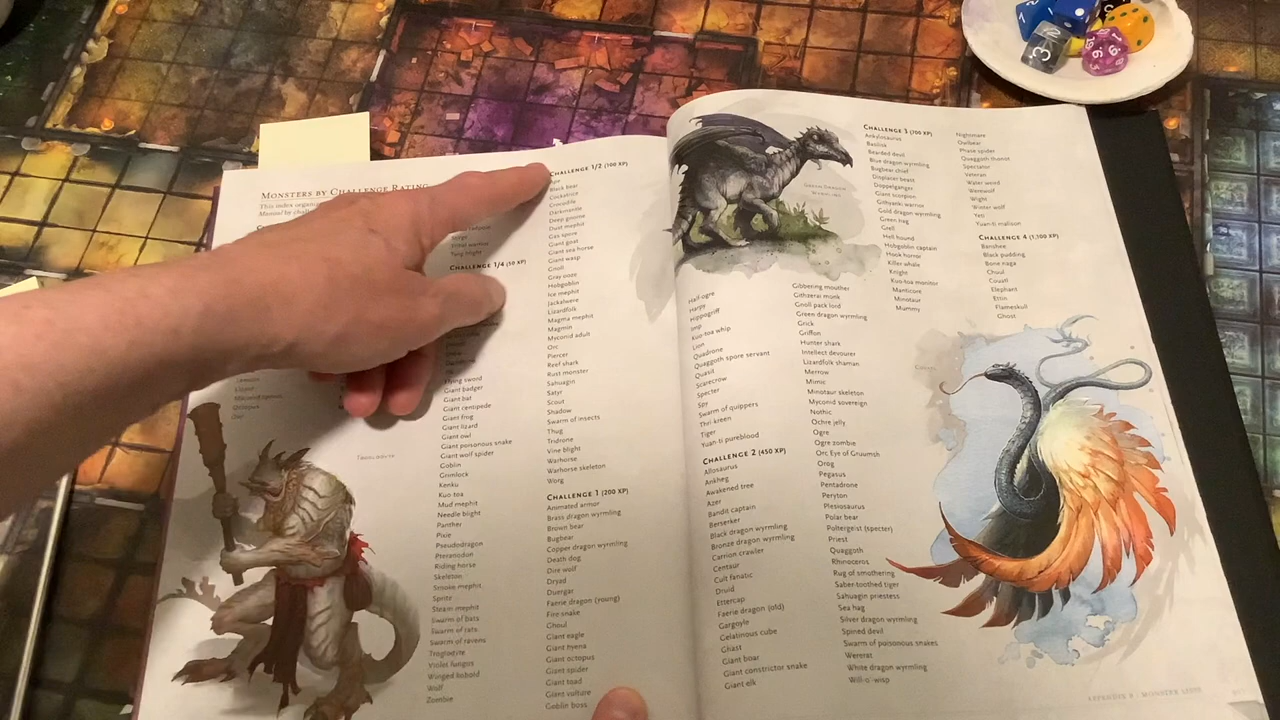 MONSTERS BY CHALLENGE RATING
This index organi
Manual by chall
Tiny blight
CHALLENGE 1/4 (50 XP)
Flying sword
Giant badger
Giant bat
Giant centipede
Giant frog
Giant lizard
Giant owl
Giant poisonous snake
Giant wolf spider
Goblin
Grimlock
Kenku
Kuo-toa
Mud mephit
Needle blight
Panther
Pixie
Pseudodragon
Pteranodon
Riding horse
Skeleton
Smoke mephit
Sprite
Steam mephit
Swarm of bats
Swarm of rats
Swarm of ravens
Troglodyte
Violet fungus
Winged kobold
Wolf
Zombie
CHALLENGE 1/2 (100 XP)
Ape
Black bear
Cockatrice
Crocodile
Darkmantle
Deep gnome
Dust mephit
Gas spore
Giant goat
Giant sea horse
Giant wasp
Gnoll
Gray ooze
Hobgoblin
Ice mephit
Jackalwere
Lizardfolk
Magma mephit
Magmin
Myconid adult
Orc
Piercer
Reef shark
Rust monster
Sahuagin
Satyr
Scout
Shadow
Swarm of insects
Thug
Tridrone
Vine blight
Warhorse
Warhorse skeleton
Worg
CHALLENGE 1 (200 XP)
Animated armor
Brass dragon wyrmling
Brown bear
Bugbear
Copper dragon wyrmling
Death dog
Dire wolf
Dryad
Duergar
Faerie dragon (young)
Fire snake
Ghoul
Giant eagle
Giant hyena
Giant octopus
Giant spider
Giant toad
Giant vulture
Goblin boss
GREEN DRAGON
WYRMLING
Half-ogre
Harpy
Hippogriff
Imp
Kuo-toa whip
Lion
Quadrone
Quaggoth spore servant
Quasit
Scarecrow
Specter
Spy
Swarm of quippers
Thri-kreen
Tiger
Yuan-ti pureblood
CHALLENGE 2 (450 XP)
Allosaurus
Ankheg
Awakened tree
Azer
Bandit captain
Berserker
Black dragon wyrmling
Bronze dragon wyrmling
Carrion crawler
Centaur
Cult fanatic
Druid
Ettercap
Faerie dragon (old)
Gargoyle
Gelatinous cube
Ghast
Giant boar
Giant constrictor snake
Giant elk
Gibbering mouther
Githzerai monk
Gnoll pack lord
Green dragon wyrmling
Grick
Griffon
Hunter shark
Intellect devourer
Lizardfolk shaman
Merrow
Mimic
Minotaur skeleton
Myconid sovereign
Nothic
Ochre jelly
Ogre
Ogre zombie
Orc Eye of Gruumsh
Orog
Pegasus
Pentadrone
Peryton
Plesiosaurus
Polar bear
Poltergeist (specter)
Priest
Quaggoth
Rhinoceros
Rug of smothering
Saber-toothed tiger
Sahuagin priestess
Sea hag
Silver dragon wyrmling
Spined devil
Swarm of poisonous snakes
Wererat
White dragon wyrmling
Will-o'-wisp
CHALLENGE 3 (700 XP)
Ankylosaurus
Basilisk
Bearded devil
Blue dragon wyrmling
Bugbear chief
Displacer beast
Doppelganger
Giant scorpion
Githyanki warrior
Gold dragon wyrmling
Green hag
Grell
Hell hound
Hobgoblin captain
Hook horror
Killer whale
Knight
Kuo-toa monitor
Manticore
Minotaur
Mummy
Nightmare
Owlbear
Phase spider
Quaggoth thonot
Spectator
Veteran
Water weird
Werewolf
Wight
Winter wolf
Yeti
Yuan-ti malison
CHALLENGE 4 (1,100 XP)
Banshee
Black pudding
Bone naga
Chuul
Couatl
Elephant
Ettin
Flameskull
Ghost
COUATL
APPENDIX B | MONSTER LISTS